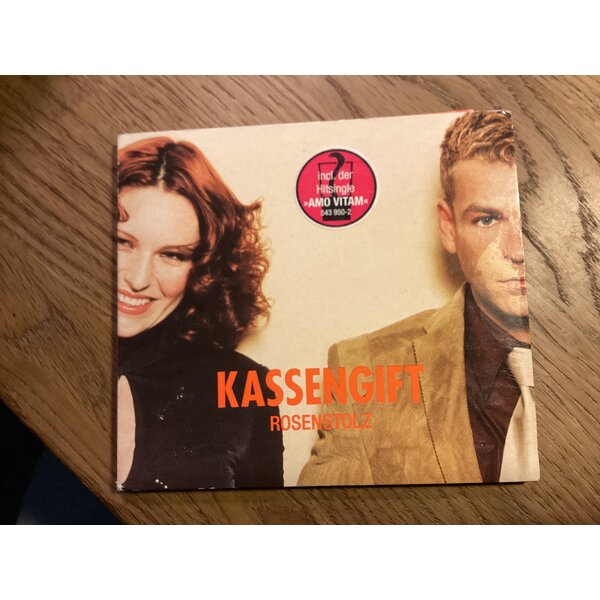 ?
incl. der
Hitsingle
»AMO VITAM«
543 950-2
KASSENGIFT
ROSENSTOLZ